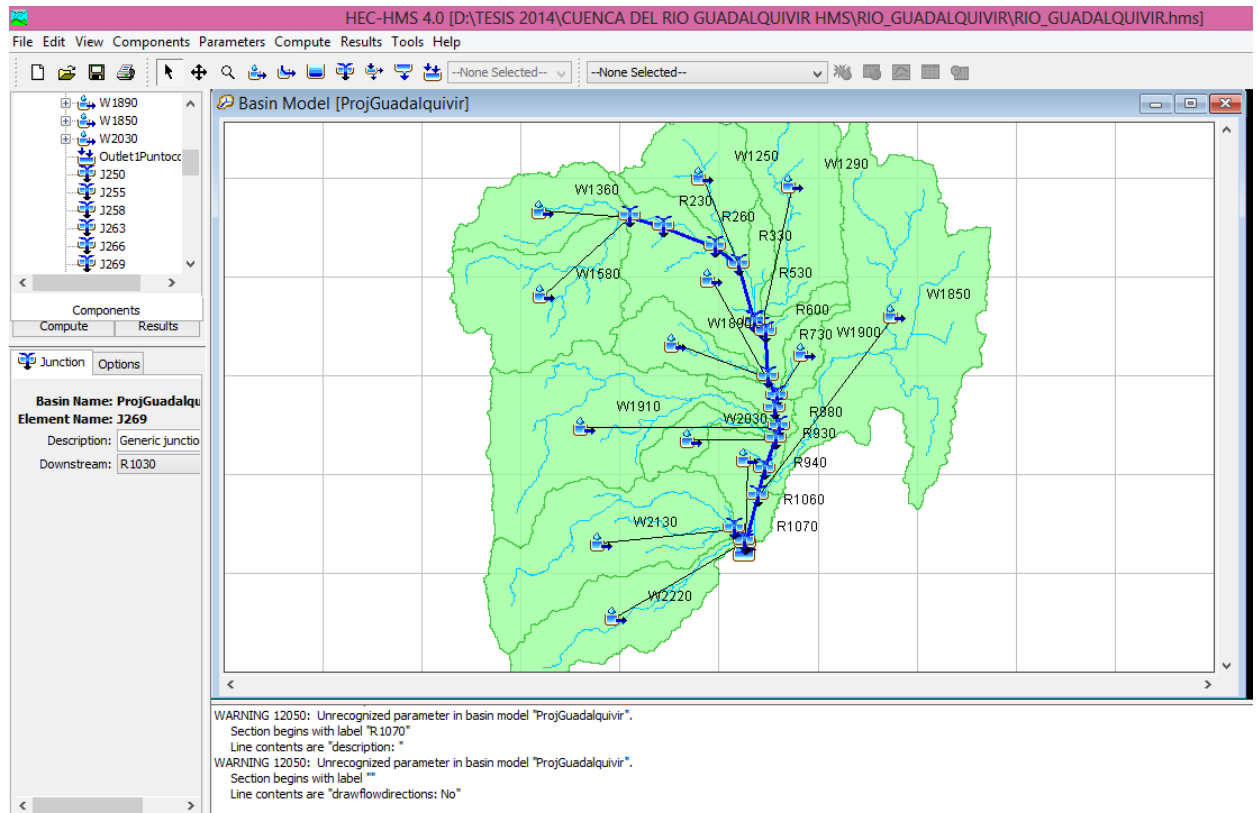 HEC-HMS 4.0 [D:\TESIS 2014\CUENCA DEL RIO GUADALQUIVIR HMS\RIO_GUADALQUIVIR\RIO_GUADALQUIVIR.hms]
File Edit View Components Parameters Compute Results Tools Help
--None Selected-- --None Selected--
W1890
W1850
W2030
Outlet1Puntocc
J250
J255
J258
J263
J266
J269
Components
Compute Results
Junction Options
Basin Name: ProjGuadalqu
Element Name: J269
Description: Generic junctio
Downstream: R1030
Basin Model [ProjGuadalquivir]
W1250
W1290
W1360
R230
R260
R330
W1580
R530
W1850
R600
W1890
R730
W1900
W1910
R880
W2030
R930
R940
R1060
W2130
R1070
W2220
WARNING 12050: Unrecognized parameter in basin model "ProjGuadalquivir".
Section begins with label "R1070"
Line contents are "description: "
WARNING 12050: Unrecognized parameter in basin model "ProjGuadalquivir".
Section begins with label ""
Line contents are "drawflowdirections: No"